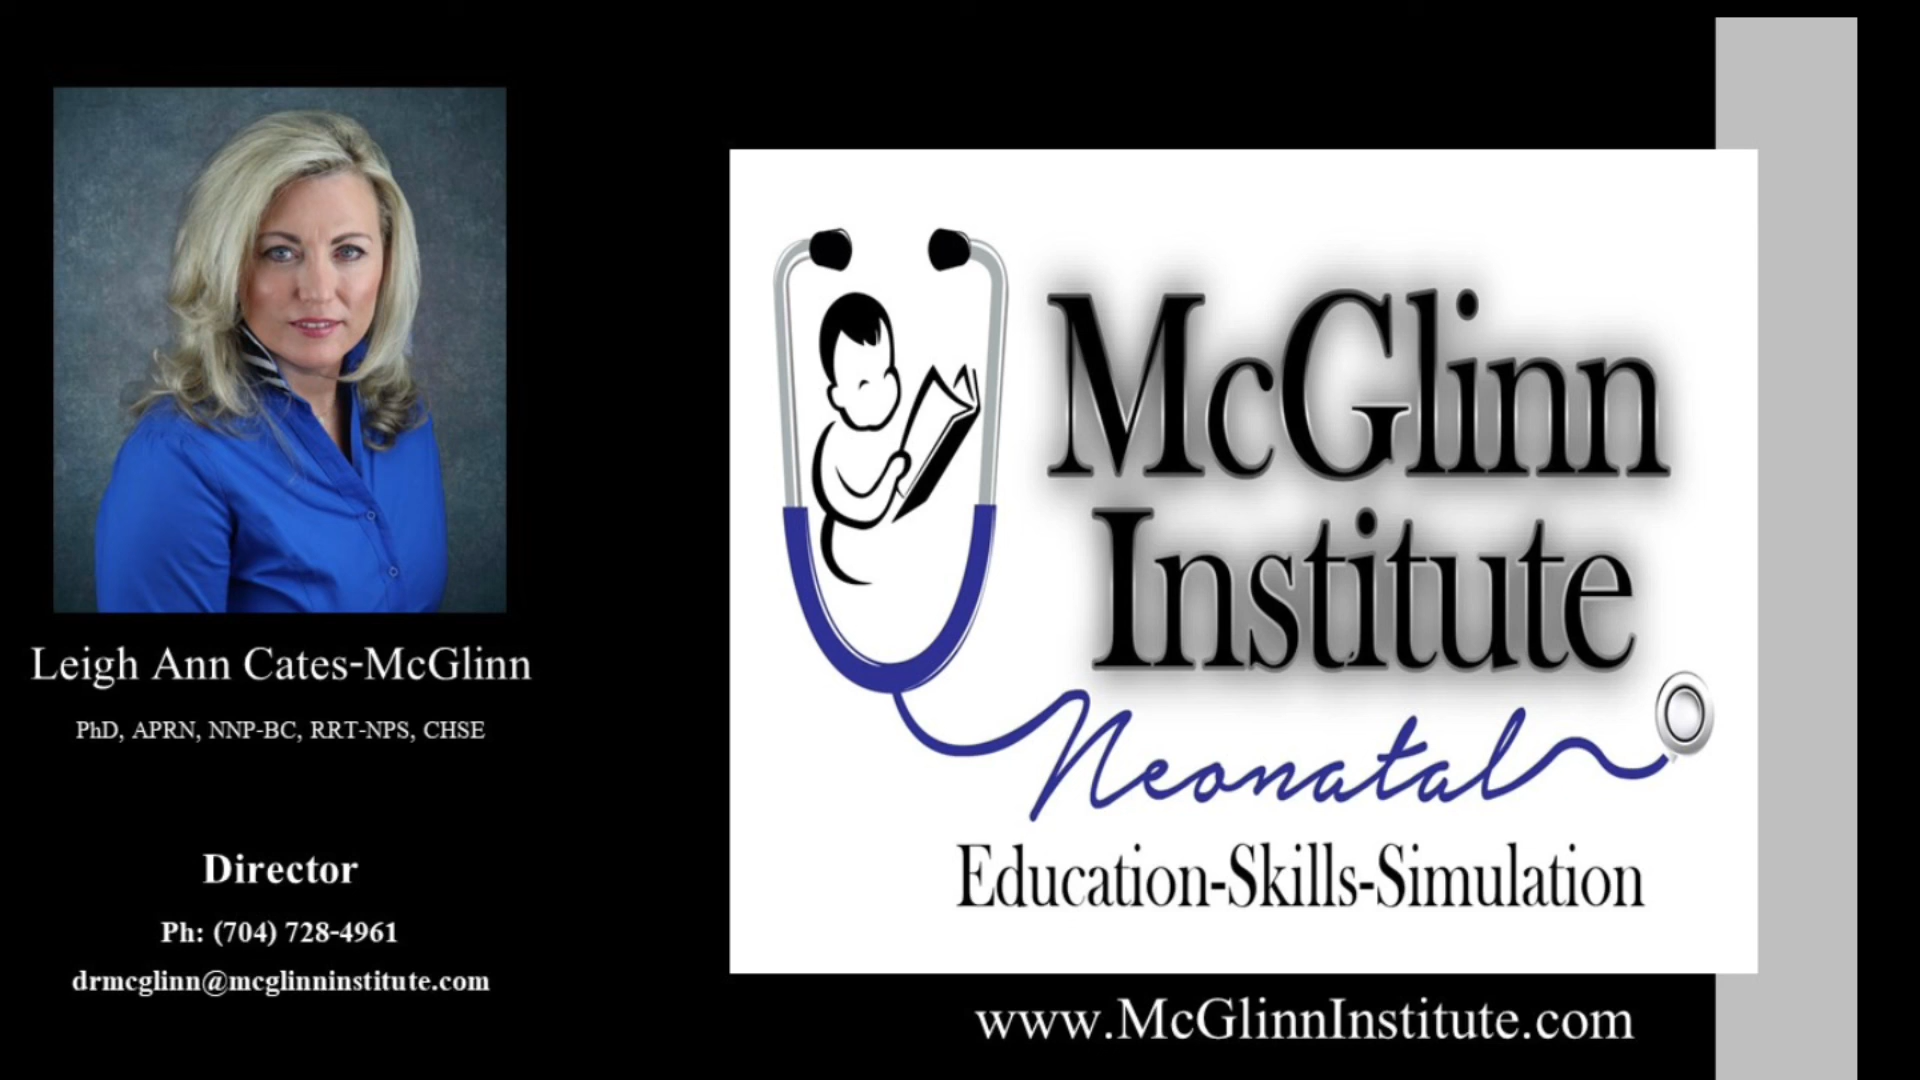 Leigh Ann Cates-McGlinn
PhD, APRN, NNP-BC, RRT-NPS, CHSE
Director
Ph: (704) 728-4961
drmcglinn@mcglinninstitute.com
McGlinn
Institute
Neonatal
Education-Skills-Simulation
www.McGlinnInstitute.com